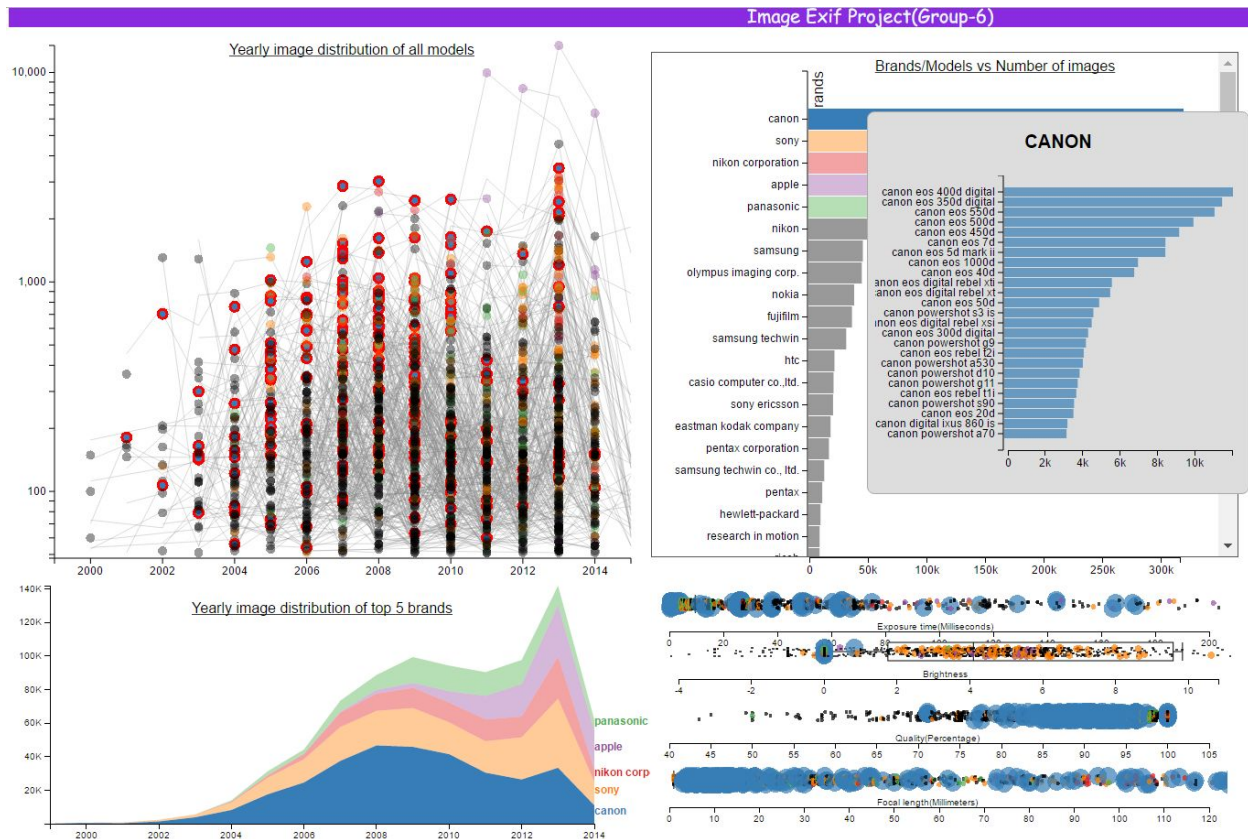 Image Exif Project(Group-6)
Yearly image distribution of all models
10,000
1,000
100
2000 2002 2004 2006 2008 2010 2012 2014
Brands/Models vs Number of images
rands
canon
sony
nikon corporation
apple
panasonic
nikon
samsung
olympus imaging corp.
nokia
fujifilm
samsung techwin
htc
casio computer co.,ltd.
sony ericsson
eastman kodak company
pentax corporation
samsung techwin co., ltd.
pentax
hewlett-packard
research in motion
0 50k 100k 150k 200k 250k 300k
CANON
canon eos 400d digital
canon eos 350d digital
canon eos 550d
canon eos 500d
canon eos 450d
canon eos 7d
canon eos 5d mark ii
canon eos 1000d
canon eos 40d
anon eos digital rebel xti
canon eos digital rebel xt
canon eos 50d
canon powershot s3 is
non eos digital rebel xsi
canon eos 300d digital
canon powershot g9
canon eos rebel t2i
canon powershot a530
canon powershot d10
canon powershot g11
canon eos rebel t1i
canon powershot s90
canon eos 20d
canon digital ixus 860 is
canon powershot a70
0 2k 4k 6k 8k 10k
Yearly image distribution of top 5 brands
140K
120K
100K
80K
60K
40K
20K
2000 2002 2004 2006 2008 2010 2012 2014
panasonic
apple
nikon corp
sony
canon
Exposure time(Milliseconds)
0 20 40 60 80 100 120 140 160 180 200
Brightness
-4 -2 0 2 4 6 8 10
Quality(Percentage)
40 45 50 55 60 65 70 75 80 85 90 95 100 105
Focal length(Millimeters)
0 10 20 30 40 50 60 70 80 90 100 110 120